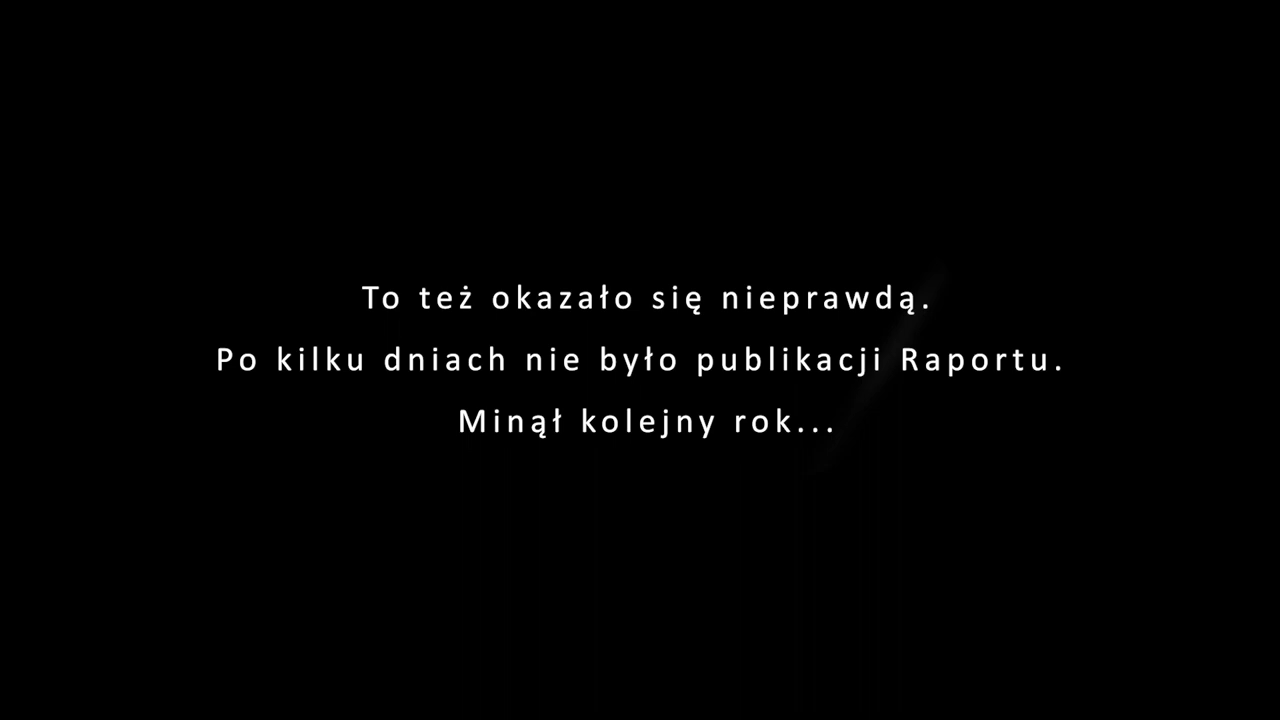 To też okazało się nieprawdą.
Po kilku dniach nie było publikacji Raportu.
Minął kolejny rok...